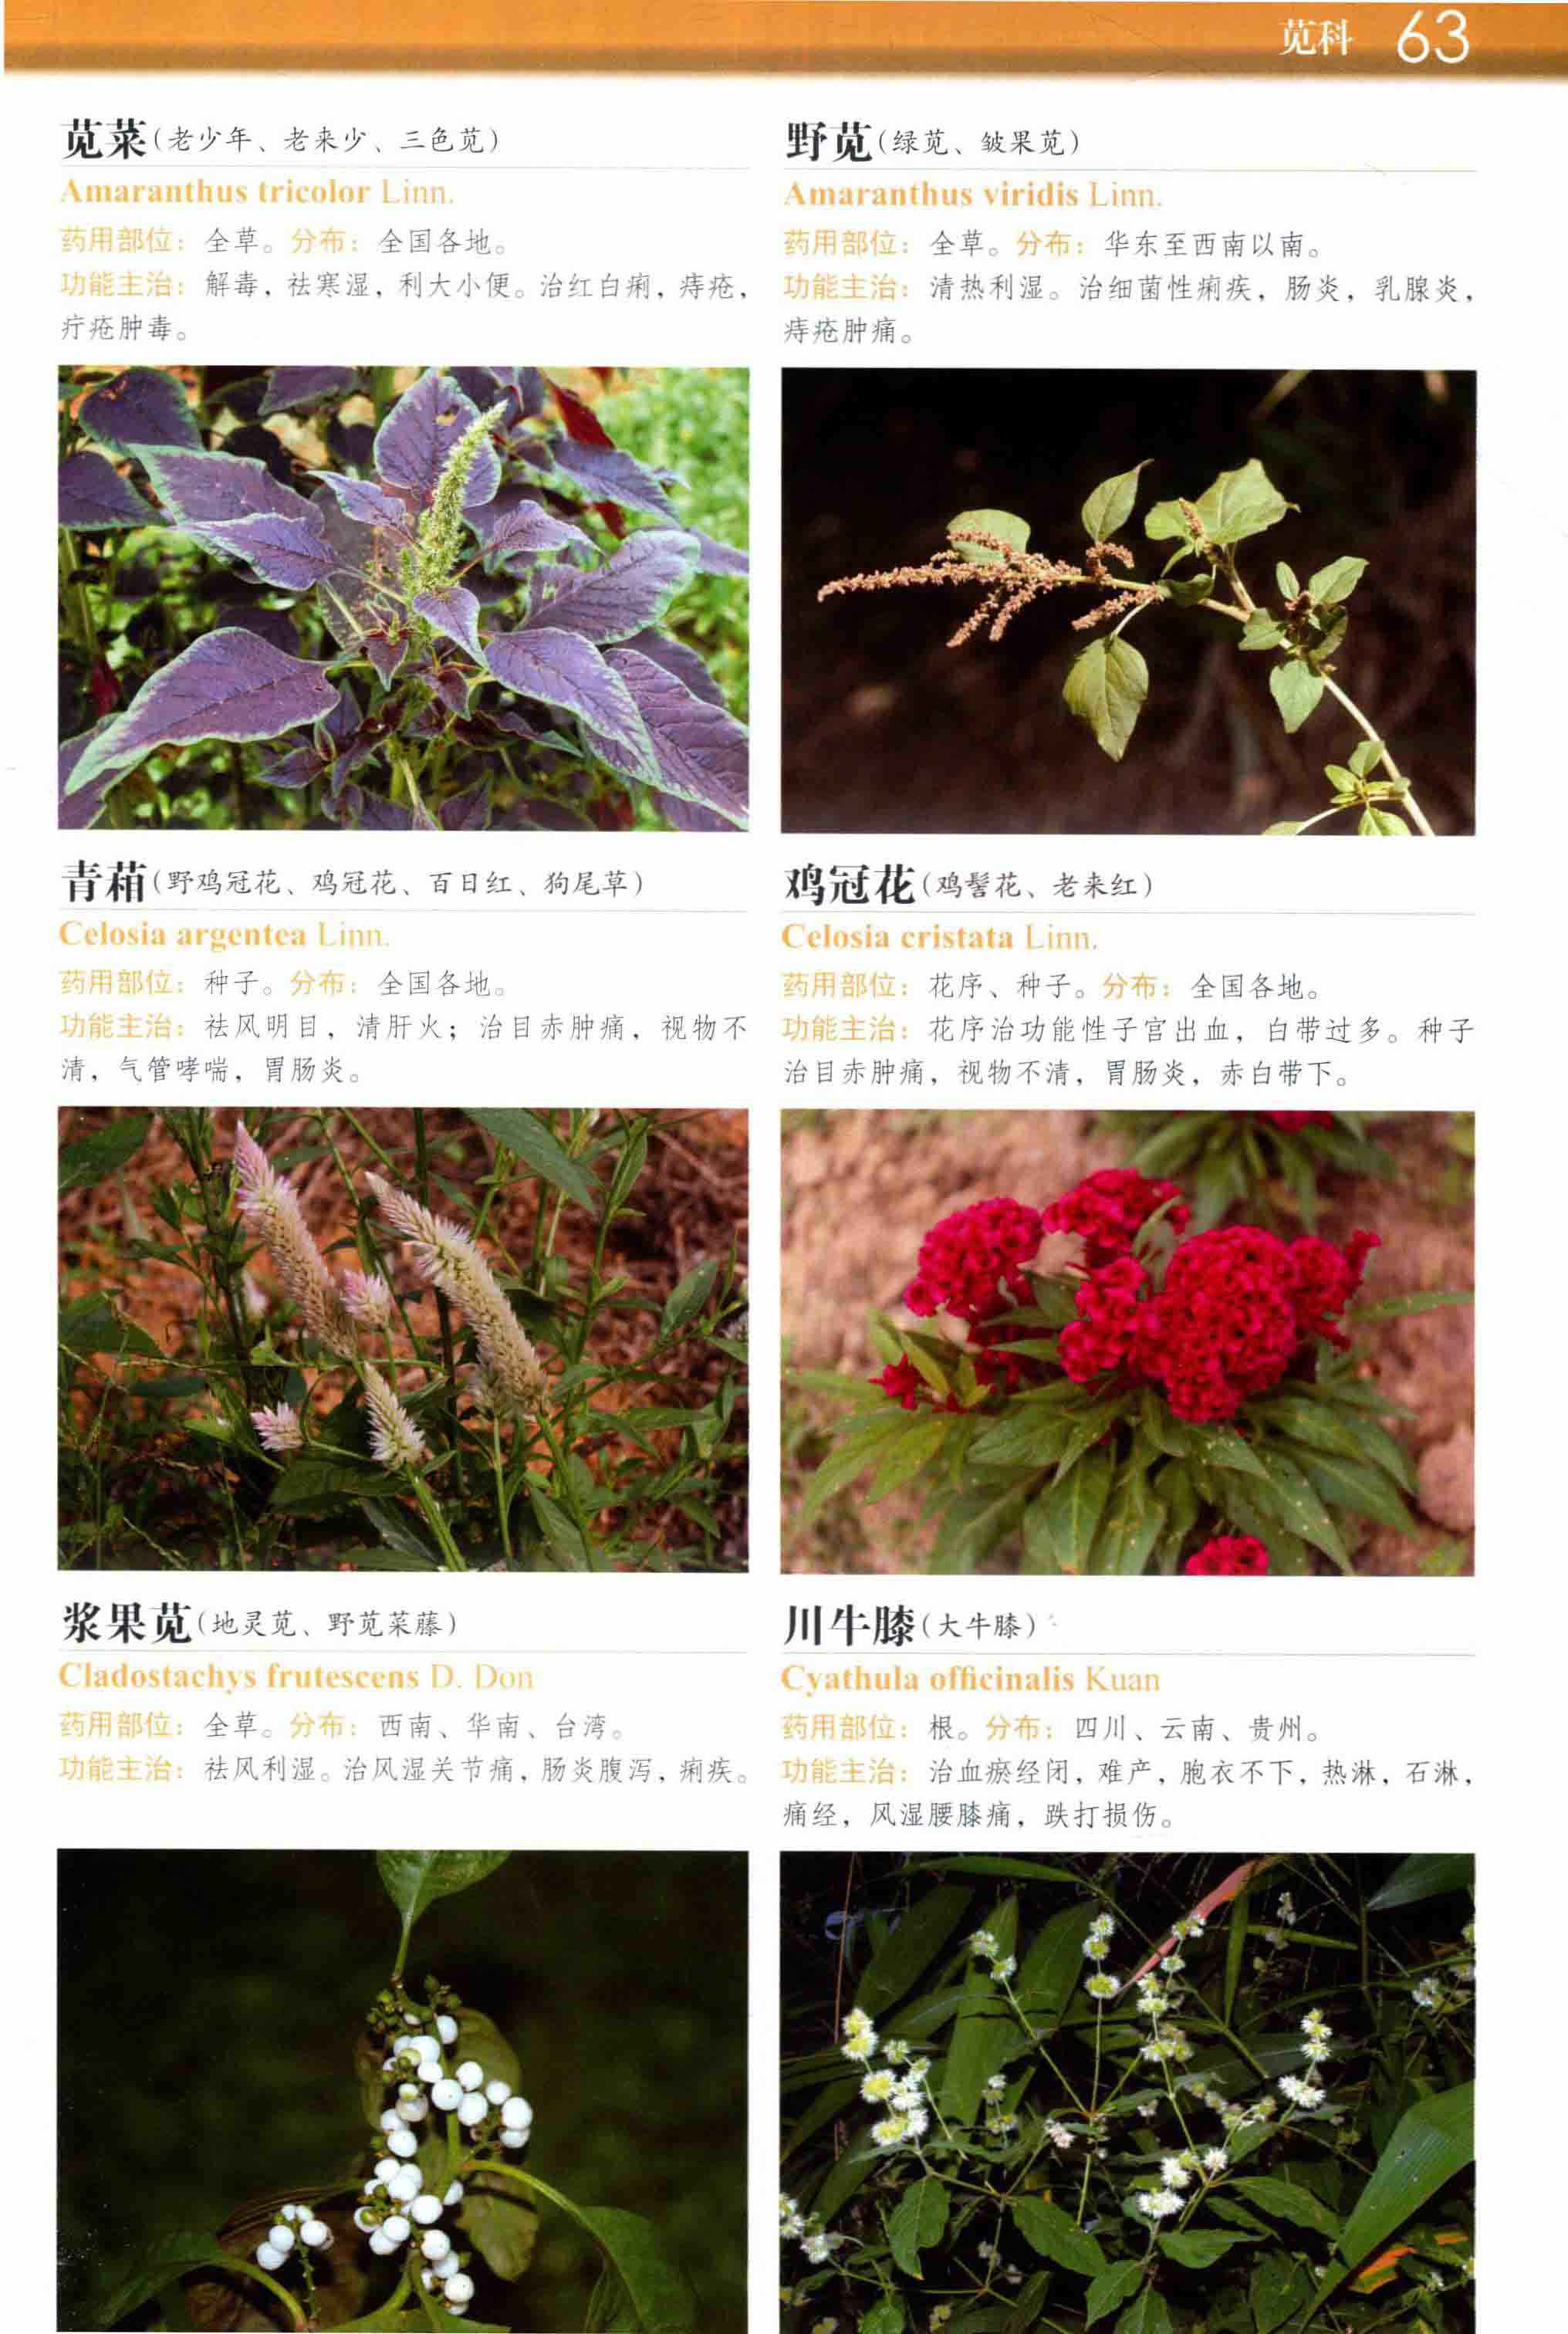 苋科 63
苋菜(老少年、老来少、三色苋)
Amaranthus tricolor Linn.
药用部位：全草。分布：全国各地。
功能主治：解毒，祛寒湿，利大小便。治红白痢，痔疮，
疔疮肿毒。
野苋(绿苋、皱果苋)
Amaranthus viridis Linn.
药用部位：全草。分布：华东至西南以南。
功能主治：清热利湿。治细菌性痢疾，肠炎，乳腺炎，
痔疮肿痛。
青葙(野鸡冠花、鸡冠花、百日红、狗尾草)
Celosia argentea Linn.
药用部位：种子。分布：全国各地。
功能主治：祛风明目，清肝火；治目赤肿痛，视物不
清，气管哮喘，胃肠炎。
鸡冠花(鸡髻花、老来红)
Celosia cristata Linn.
药用部位：花序、种子。分布：全国各地。
功能主治：花序治功能性子宫出血，白带过多。种子
治目赤肿痛，视物不清，胃肠炎，赤白带下。
浆果苋(地灵苋、野苋菜藤)
Cladostachys frutescens D. Don
药用部位：全草。分布：西南、华南、台湾。
功能主治：祛风利湿。治风湿关节痛，肠炎腹泻，痢疾。
川牛膝(大牛膝)
Cyathula officinalis Kuan
药用部位：根。分布：四川、云南、贵州。
功能主治：治血瘀经闭，难产，胞衣不下，热淋，石淋，
痛经，风湿腰膝痛，跌打损伤。